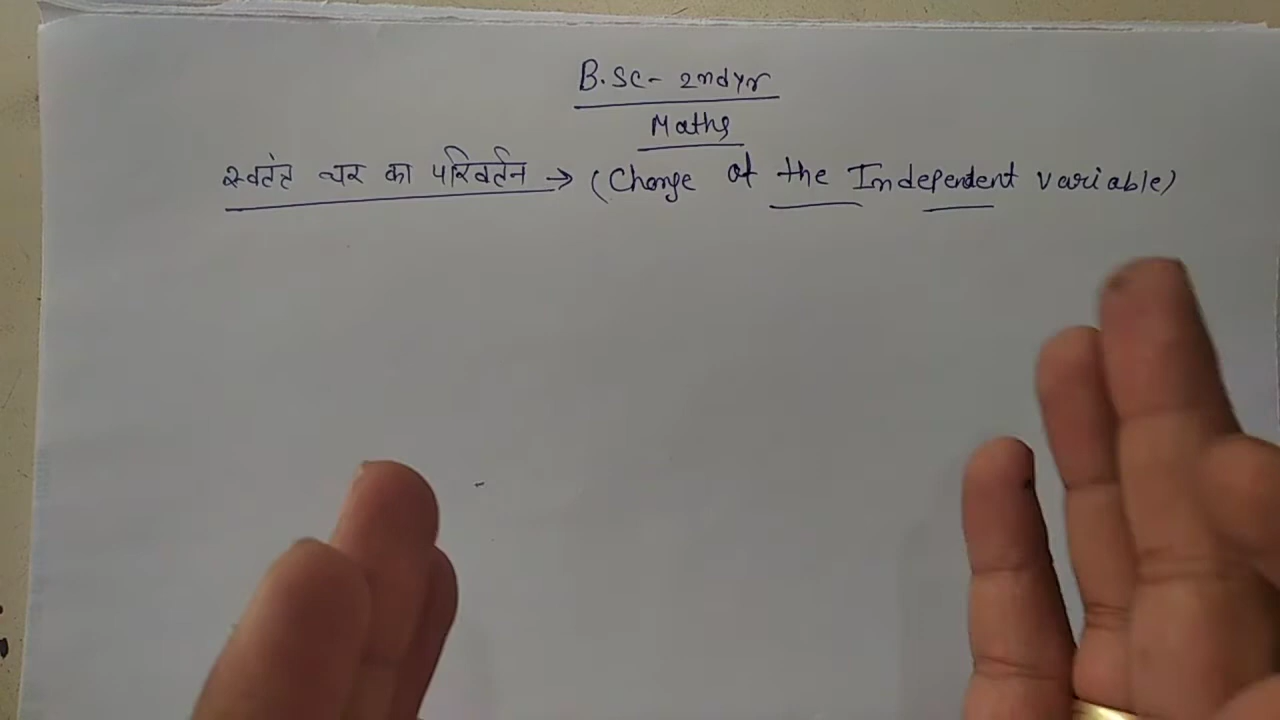 B.Sc - 2nd yr
Maths
स्वतंत्र चर का परिवर्तन → (Change of the Independent variable)